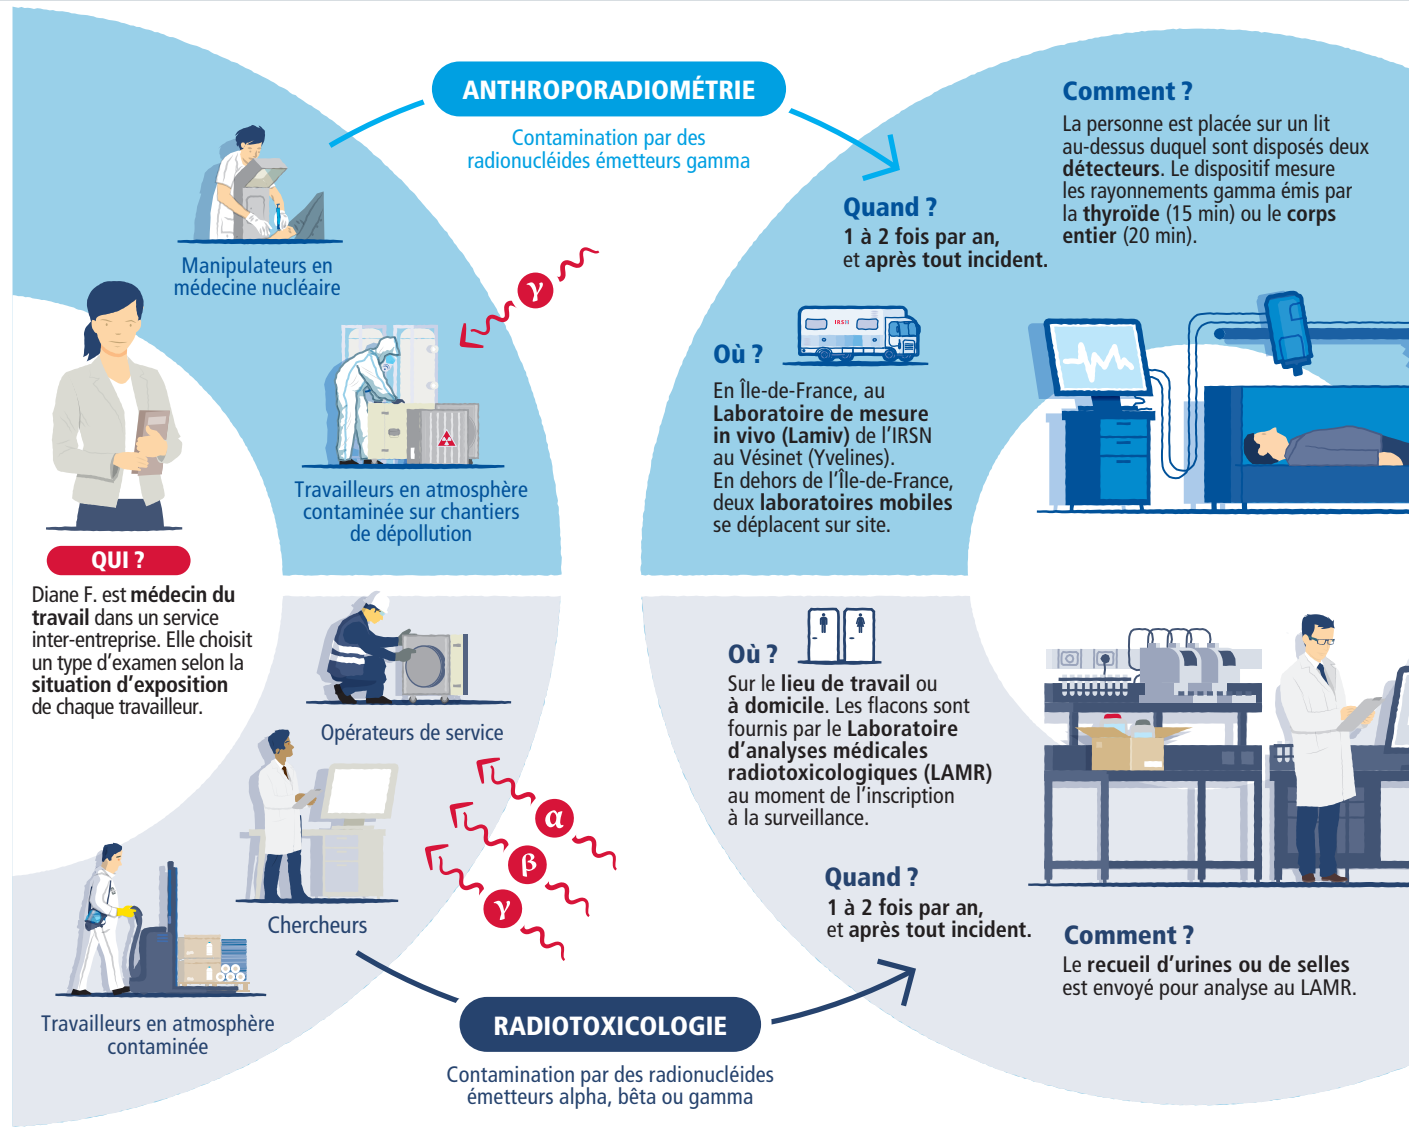 ANTHROPORADIOMÉTRIE
Contamination par des
radionucléides émetteurs gamma
Manipulateurs en
médecine nucléaire
γ
Travailleurs en atmosphère
contaminée sur chantiers
de dépollution
QUI ?
Diane F. est médecin du
travail dans un service
inter-entreprise. Elle choisit
un type d’examen selon la
situation d’exposition
de chaque travailleur.
Quand ?
1 à 2 fois par an,
et après tout incident.
Où ?
En Île-de-France, au
Laboratoire de mesure
in vivo (Lamiv) de l’IRSN
au Vésinet (Yvelines).
En dehors de l’Île-de-France,
deux laboratoires mobiles
se déplacent sur site.
Comment ?
La personne est placée sur un lit
au-dessus duquel sont disposés deux
détecteurs. Le dispositif mesure
les rayonnements gamma émis par
la thyroïde (15 min) ou le corps
entier (20 min).
Opérateurs de service
Chercheurs
Travailleurs en atmosphère
contaminée
α
β
γ
RADIOTOXICOLOGIE
Contamination par des radionucléides
émetteurs alpha, bêta ou gamma
Où ?
Sur le lieu de travail ou
à domicile. Les flacons sont
fournis par le Laboratoire
d’analyses médicales
radiotoxicologiques (LAMR)
au moment de l’inscription
à la surveillance.
Quand ?
1 à 2 fois par an,
et après tout incident.
Comment ?
Le recueil d’urines ou de selles
est envoyé pour analyse au LAMR.